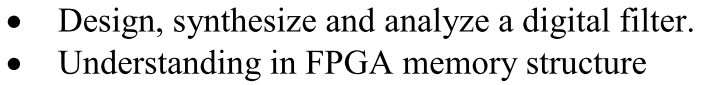 • Design, synthesize and analyze a digital filter.
• Understanding in FPGA memory structure